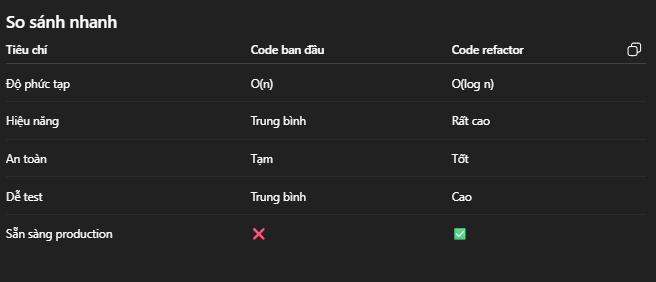 So sánh nhanh
Tiêu chí Code ban đầu Code refactor
Độ phức tạp O(n) O(log n)
Hiệu năng Trung bình Rất cao
An toàn Tạm Tốt
Dễ test Trung bình Cao
Sẵn sàng production ❌ ✅